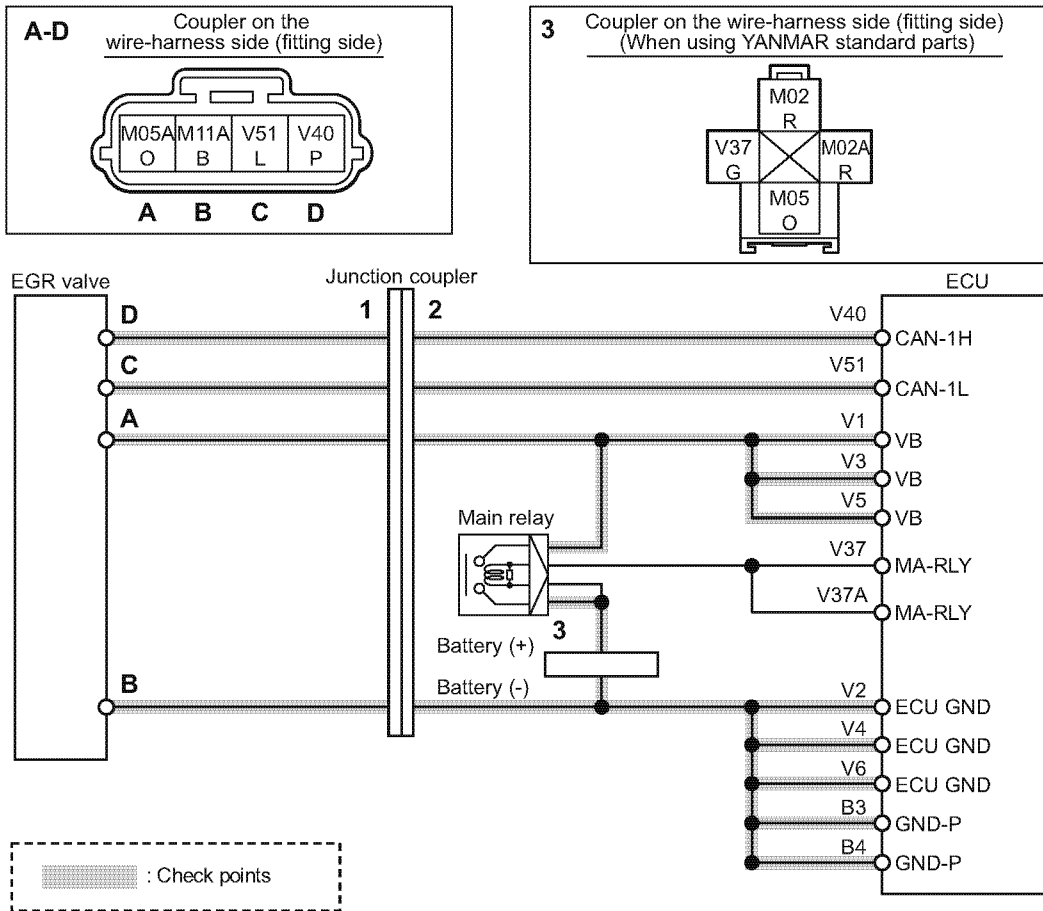 A-D
Coupler on the
wire-harness side (fitting side)
M05A M11A V51 V40
O B L P
A B C D
3
Coupler on the wire-harness side (fitting side)
(When using YANMAR standard parts)
M02
R
V37 M02A
G R
M05
O
EGR valve
Junction coupler
ECU
1 2
D
V40
CAN-1H
C
V51
CAN-1L
A
V1
VB
V3
VB
V5
VB
Main relay
V37
MA-RLY
V37A
MA-RLY
3
Battery (+)
Battery (-)
B
V2
ECU GND
V4
ECU GND
V6
ECU GND
B3
GND-P
B4
GND-P
: Check points